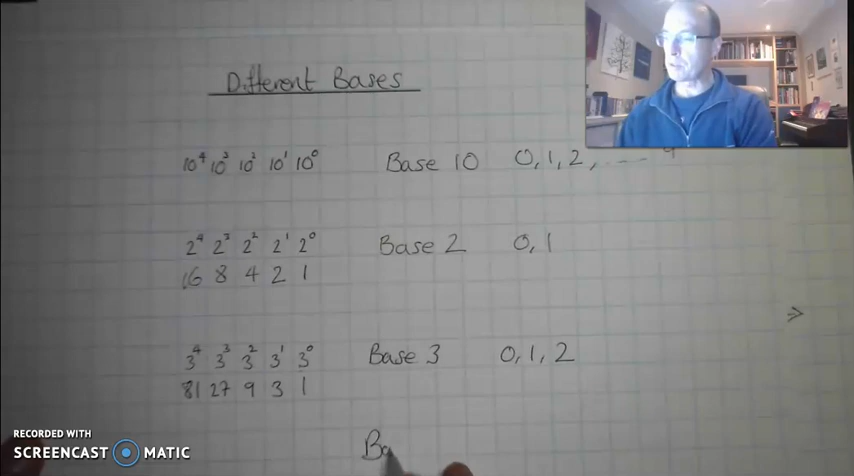 Different Bases
10⁴ 10³ 10² 10¹ 10⁰ Base 10 0, 1, 2, .... 9
2⁴ 2³ 2² 2¹ 2⁰ Base 2 0, 1
16 8 4 2 1
3⁴ 3³ 3² 3¹ 3⁰ Base 3 0, 1, 2
81 27 9 3 1
Ba
RECORDED WITH
SCREENCAST MATIC